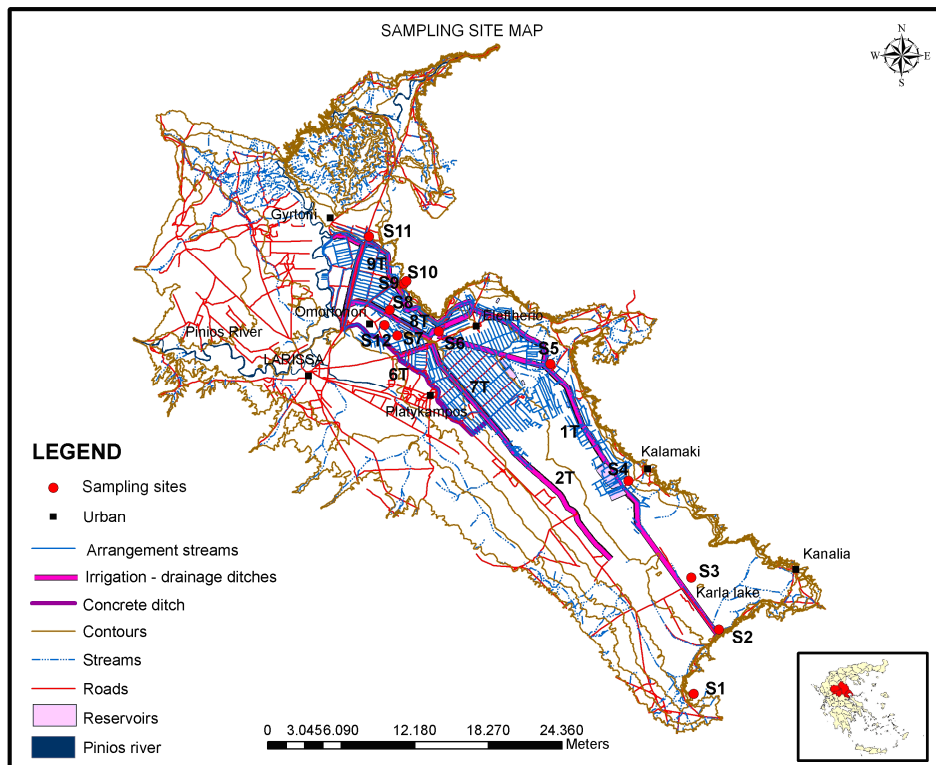 SAMPLING SITE MAP
N
W E
S
Gyrtoni
S11
9T
S10
S9
S8
Omorfohori
8T
Eleftherio
S12
S7
S6
Pinios River
S5
LARISSA
6T
7T
Platykampos
1T
Kalamaki
S4
2T
Kanalia
S3
Karla lake
S2
S1
LEGEND
Sampling sites
Urban
Arrangement streams
Irrigation - drainage ditches
Concrete ditch
Contours
Streams
Roads
Reservoirs
Pinios river
0 3.0456.090 12.180 18.270 24.360
Meters